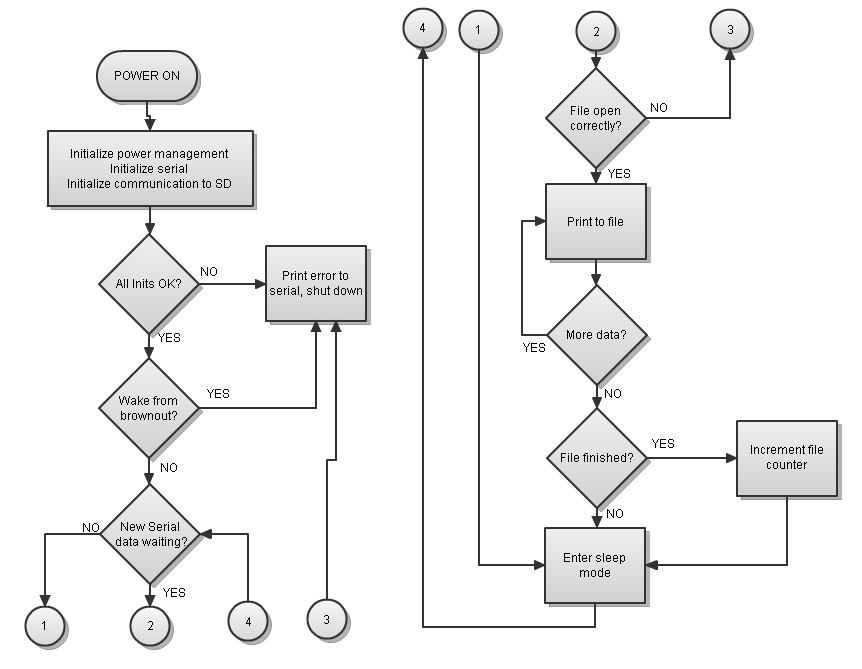 POWER ON
Initialize power management
Initialize serial
Initialize communication to SD
All Inits OK?
NO
Print error to
serial, shut down
YES
Wake from
brownout?
YES
NO
New Serial
data waiting?
NO
YES
1
2
4
3
4
1
2
3
File open
correctly?
NO
YES
Print to file
More data?
YES
NO
File finished?
YES
Increment file
counter
NO
Enter sleep
mode